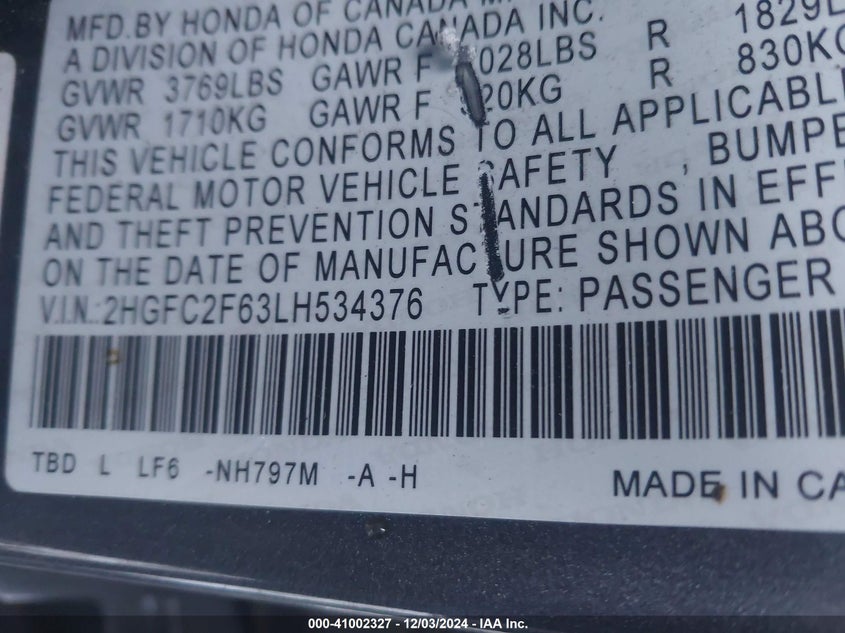 MFD. BY HONDA OF CANADA
A DIVISION OF HONDA CANADA INC.
GVWR 3769LBS GAWR F 028LBS R 1829L
GVWR 1710KG GAWR F 20KG R 830KG
THIS VEHICLE CONFORMS TO ALL APPLICABL
FEDERAL MOTOR VEHICLE SAFETY , BUMPE
AND THEFT PREVENTION STANDARDS IN EFF
ON THE DATE OF MANUFACTURE SHOWN ABO
V.I.N.:2HGFC2F63LH534376 TYPE: PASSENGER
TBD L LF6 -NH797M -A -H MADE IN CA
000-41002327 - 12/03/2024 - IAA Inc.